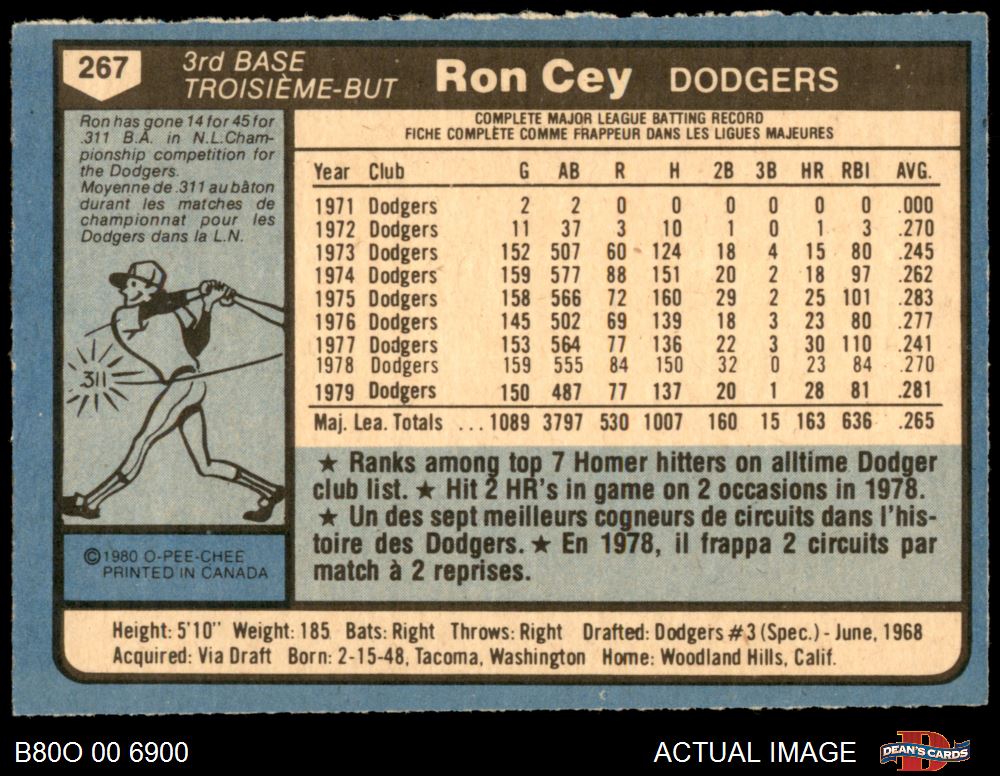 267
3rd BASE
TROISIÈME-BUT
Ron Cey DODGERS
Ron has gone 14 for 45 for
.311 B.A. in N.L.Cham-
pionship competition for
the Dodgers.
Moyenne de .311 au bâton
durant les matches de
championnat pour les
Dodgers dans la L.N.
311
©1980 O-PEE-CHEE
PRINTED IN CANADA
COMPLETE MAJOR LEAGUE BATTING RECORD
FICHE COMPLÈTE COMME FRAPPEUR DANS LES LIGUES MAJEURES
Year Club G AB R H 2B 3B HR RBI AVG.
1971 Dodgers 2 2 0 0 0 0 0 0 .000
1972 Dodgers 11 37 3 10 1 0 1 3 .270
1973 Dodgers 152 507 60 124 18 4 15 80 .245
1974 Dodgers 159 577 88 151 20 2 18 97 .262
1975 Dodgers 158 566 72 160 29 2 25 101 .283
1976 Dodgers 145 502 69 139 18 3 23 80 .277
1977 Dodgers 153 564 77 136 22 3 30 110 .241
1978 Dodgers 159 555 84 150 32 0 23 84 .270
1979 Dodgers 150 487 77 137 20 1 28 81 .281
Maj. Lea. Totals ... 1089 3797 530 1007 160 15 163 636 .265
★ Ranks among top 7 Homer hitters on alltime Dodger
club list. ★ Hit 2 HR's in game on 2 occasions in 1978.
★ Un des sept meilleurs cogneurs de circuits dans l'his-
toire des Dodgers. ★ En 1978, il frappa 2 circuits par
match à 2 reprises.
Height: 5'10" Weight: 185 Bats: Right Throws: Right Drafted: Dodgers #3 (Spec.) - June, 1968
Acquired: Via Draft Born: 2-15-48, Tacoma, Washington Home: Woodland Hills, Calif.
B80O 00 6900
ACTUAL IMAGE
D
DEAN'S CARDS